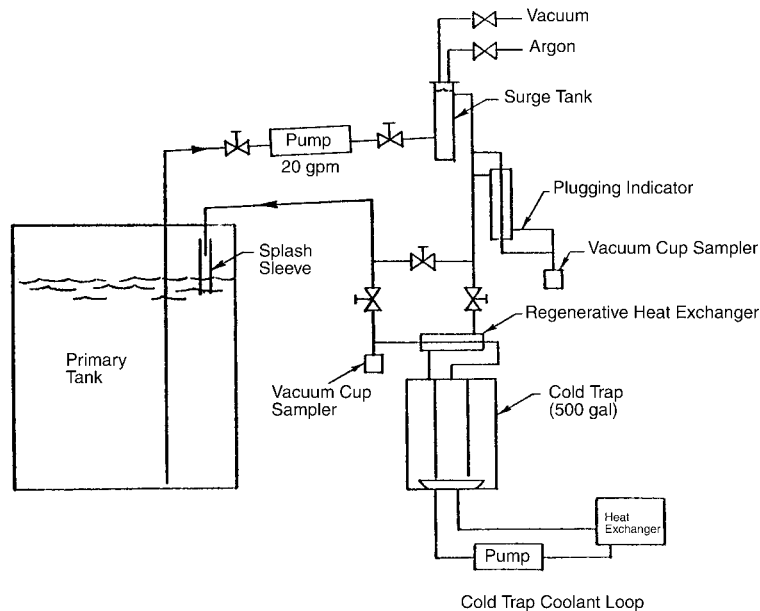 Vacuum
Argon
Surge Tank
Pump
20 gpm
Plugging Indicator
Vacuum Cup Sampler
Splash
Sleeve
Regenerative Heat Exchanger
Primary
Tank
Vacuum Cup
Sampler
Cold Trap
(500 gal)
Heat
Exchanger
Pump
Cold Trap Coolant Loop